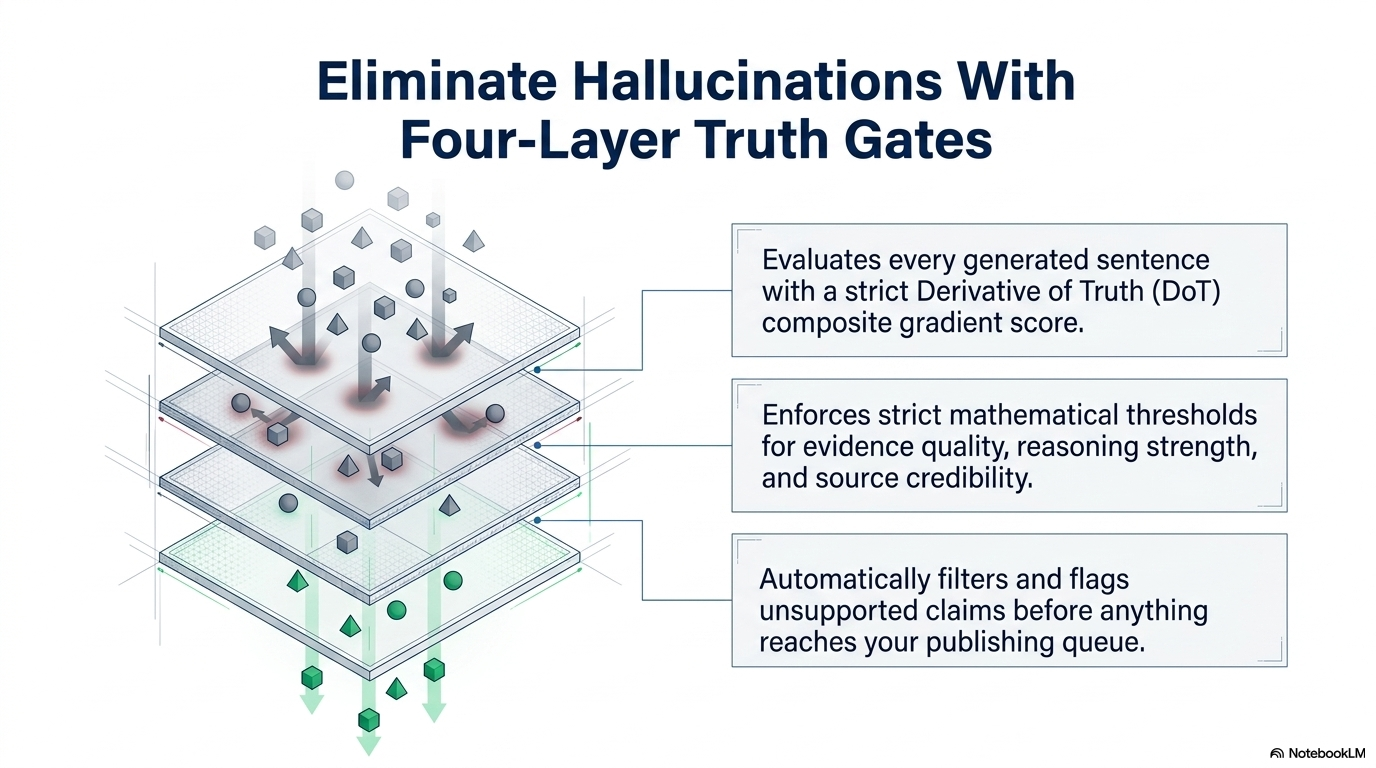 Eliminate Hallucinations With
Four-Layer Truth Gates
Evaluates every generated sentence
with a strict Derivative of Truth (DoT)
composite gradient score.
Enforces strict mathematical thresholds
for evidence quality, reasoning strength,
and source credibility.
Automatically filters and flags
unsupported claims before anything
reaches your publishing queue.
NotebookLM